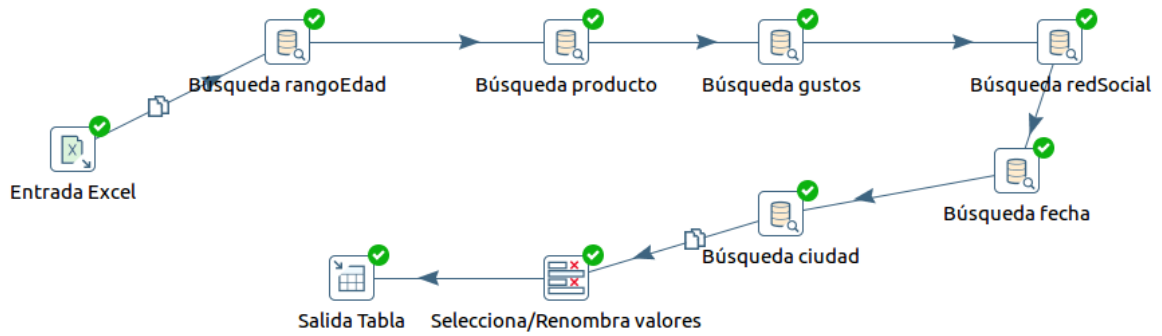 Búsqueda rangoEdad
Búsqueda producto
Búsqueda gustos
Búsqueda redSocial
Entrada Excel
Búsqueda fecha
Búsqueda ciudad
Salida Tabla
Selecciona/Renombra valores